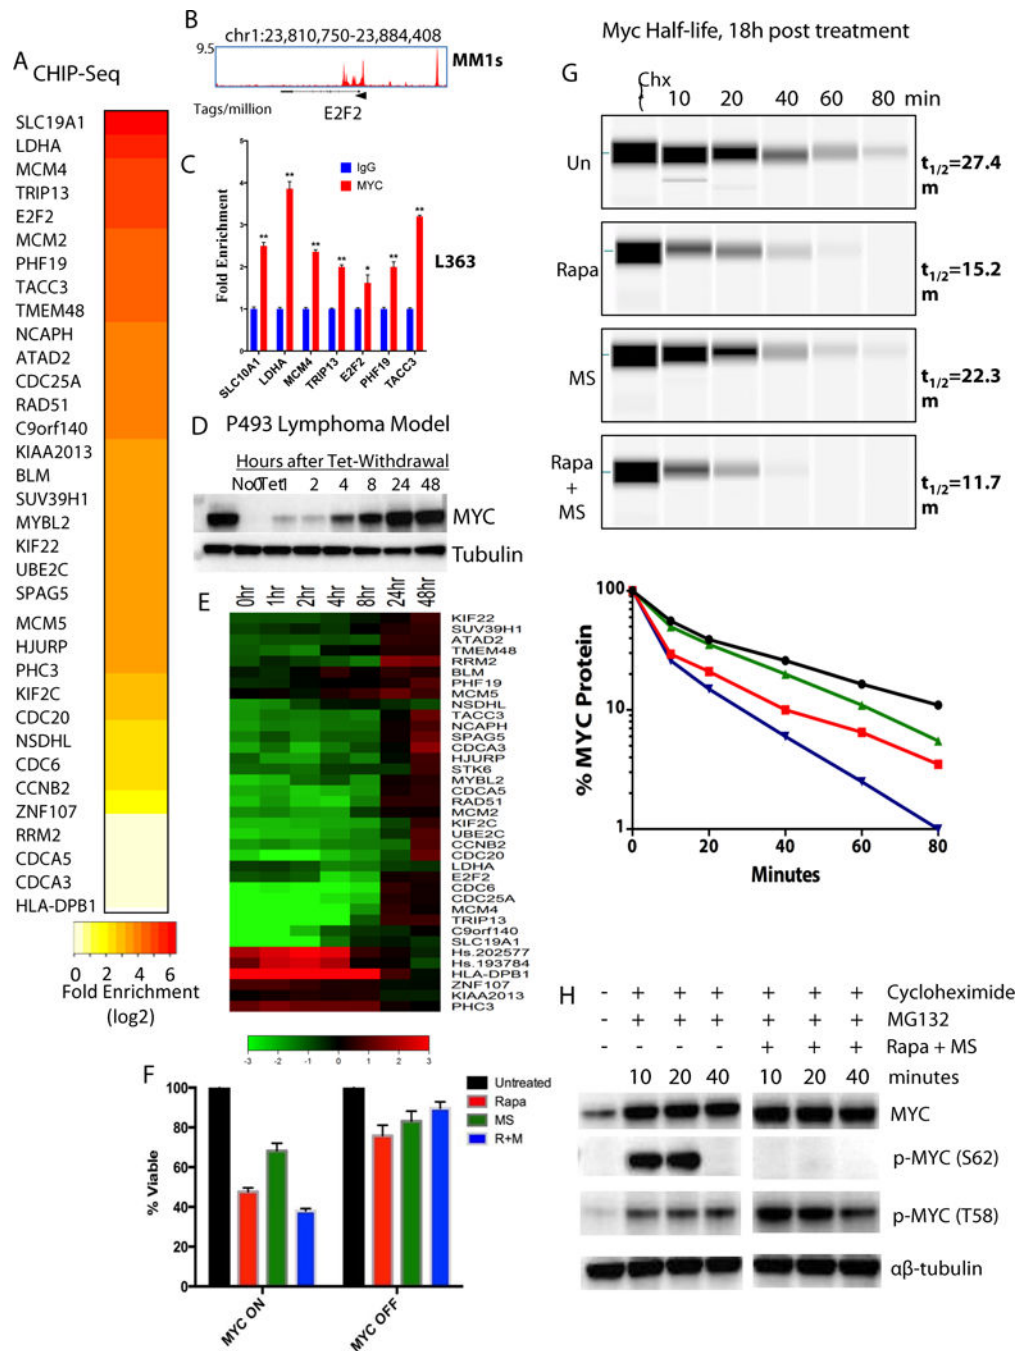 A CHIP-Seq
SLC19A1
LDHA
MCM4
TRIP13
E2F2
MCM2
PHF19
TACC3
TMEM48
NCAPH
ATAD2
CDC25A
RAD51
C9orf140
KIAA2013
BLM
SUV39H1
MYBL2
KIF22
UBE2C
SPAG5
MCM5
HJURP
PHC3
KIF2C
CDC20
NSDHL
CDC6
CCNB2
ZNF107
RRM2
CDCA5
CDCA3
HLA-DPB1
0 2 4 6
Fold Enrichment
(log2)
B
chr1:23,810,750-23,884,408
9.5
MM1s
Tags/million
E2F2
C
IgG
MYC
Fold Enrichment
5
4
3
2
1
0
** ** ** ** * ** **
L363
SLC10A1
LDHA
MCM4
TRIP13
E2F2
PHF19
TACC3
D P493 Lymphoma Model
Hours after Tet-Withdrawal
No Tet 0 1 2 4 8 24 48
MYC
Tubulin
E
0hr 1hr 2hr 4hr 8hr 24hr 48hr
KIF22
SUV39H1
ATAD2
TMEM48
RRM2
BLM
PHF19
MCM5
NSDHL
TACC3
NCAPH
SPAG5
CDCA3
HJURP
STK6
MYBL2
CDCA5
RAD51
MCM2
KIF2C
UBE2C
CCNB2
CDC20
LDHA
E2F2
CDC6
CDC25A
MCM4
TRIP13
C9orf140
SLC19A1
Hs.202577
Hs.193784
HLA-DPB1
ZNF107
KIAA2013
PHC3
-3 -2 -1 0 1 2 3
F
% Viable
100
80
60
40
20
0
Untreated
Rapa
MS
R+M
MYC ON
MYC OFF
Myc Half-life, 18h post treatment
G
Chx
10 20 40 60 80 min
Un
t1/2=27.4
m
Rapa
t1/2=15.2
m
MS
t1/2=22.3
m
Rapa
+
MS
t1/2=11.7
m
% MYC Protein
100
10
1
0 20 40 60 80
Minutes
H
- + + + + + + Cycloheximide
- + + + + + + MG132
- - - - + + + Rapa + MS
10 20 40 10 20 40 minutes
MYC
p-MYC (S62)
p-MYC (T58)
αβ-tubulin